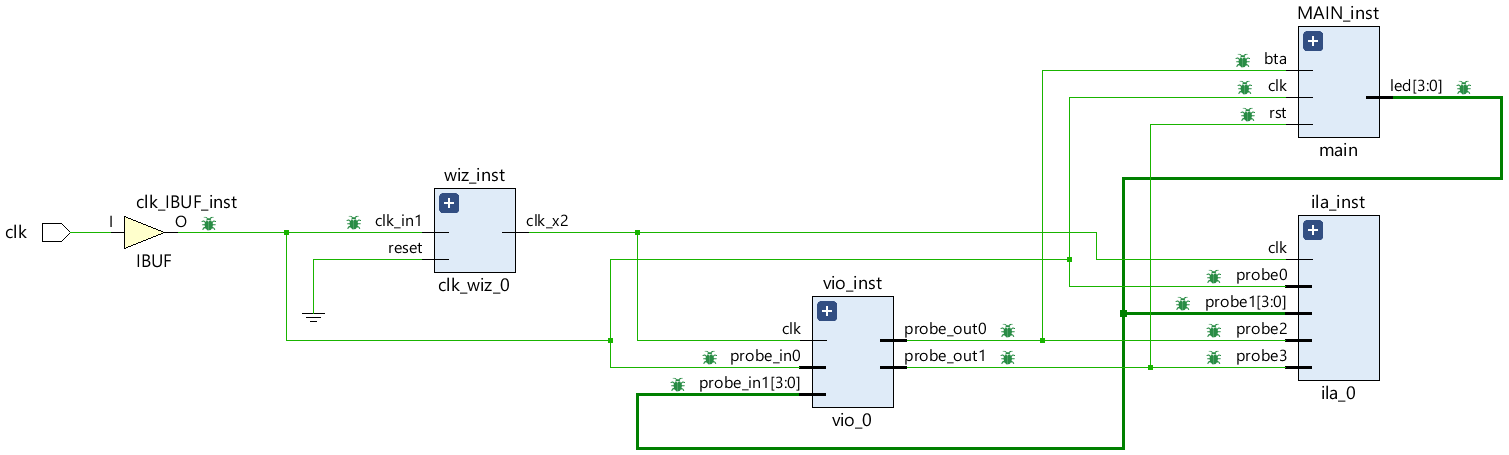 MAIN_inst
bta
clk
led[3:0]
rst
main
wiz_inst
clk_IBUF_inst
ila_inst
I
O
clk_in1
clk_x2
clk
reset
clk
IBUF
clk_wiz_0
probe0
vio_inst
probe1[3:0]
clk
probe_out0
probe2
probe_in0
probe_out1
probe3
probe_in1[3:0]
ila_0
vio_0